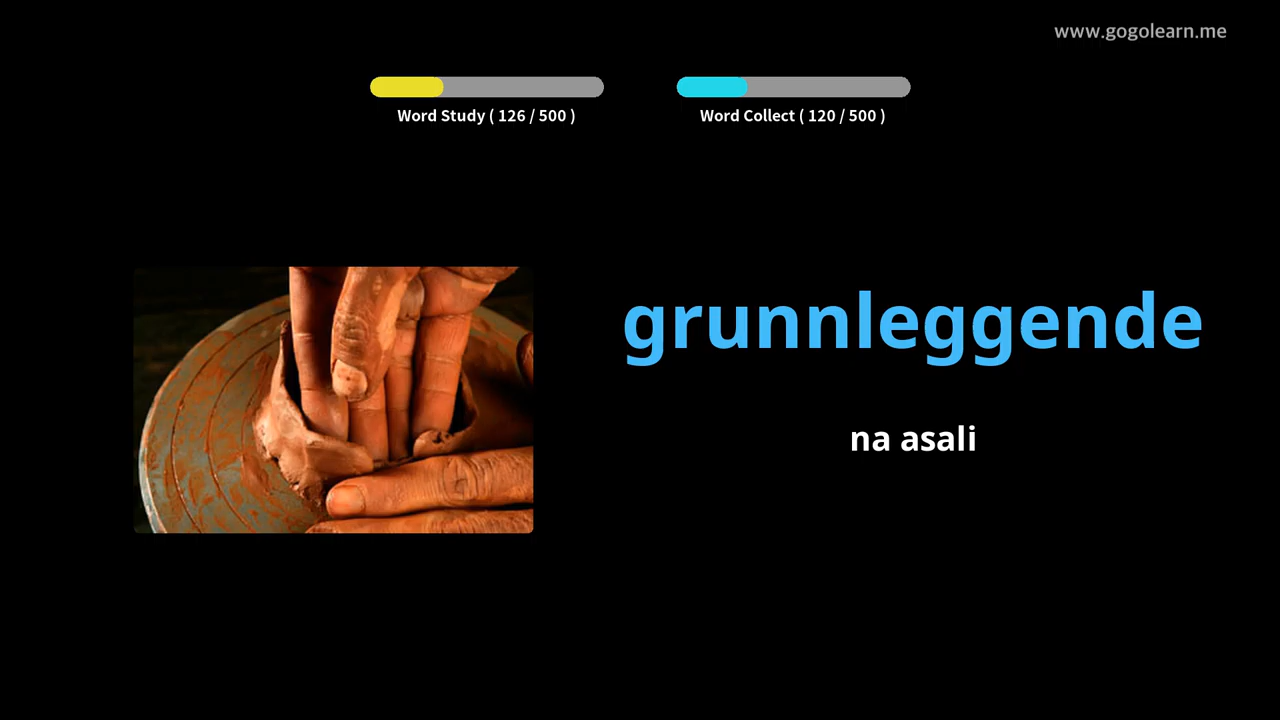 www.gogolearn.me
Word Study ( 126 / 500 )
Word Collect ( 120 / 500 )
grunnleggende
na asali